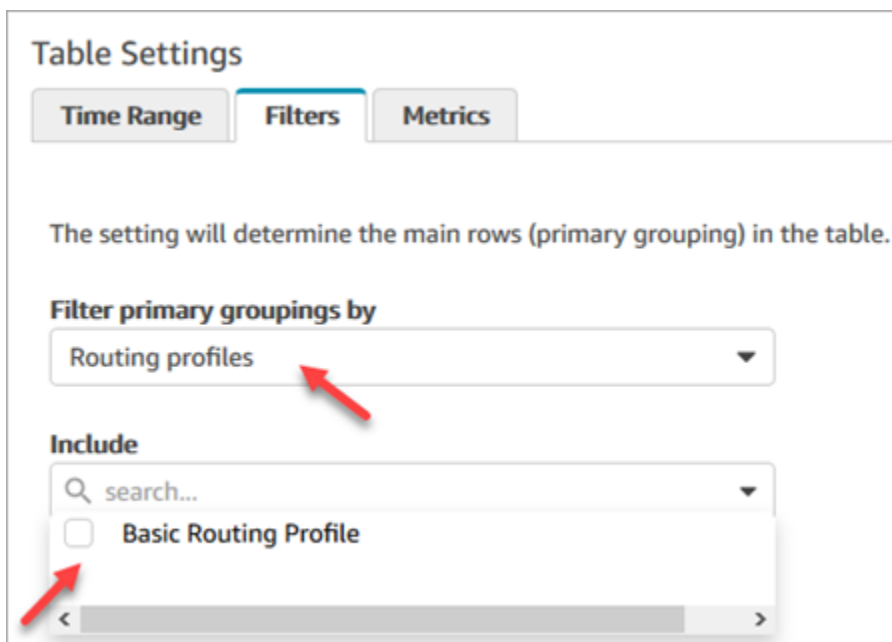 Table Settings
Time Range Filters Metrics
The setting will determine the main rows (primary grouping) in the table.
Filter primary groupings by
Routing profiles
Include
search...
Basic Routing Profile